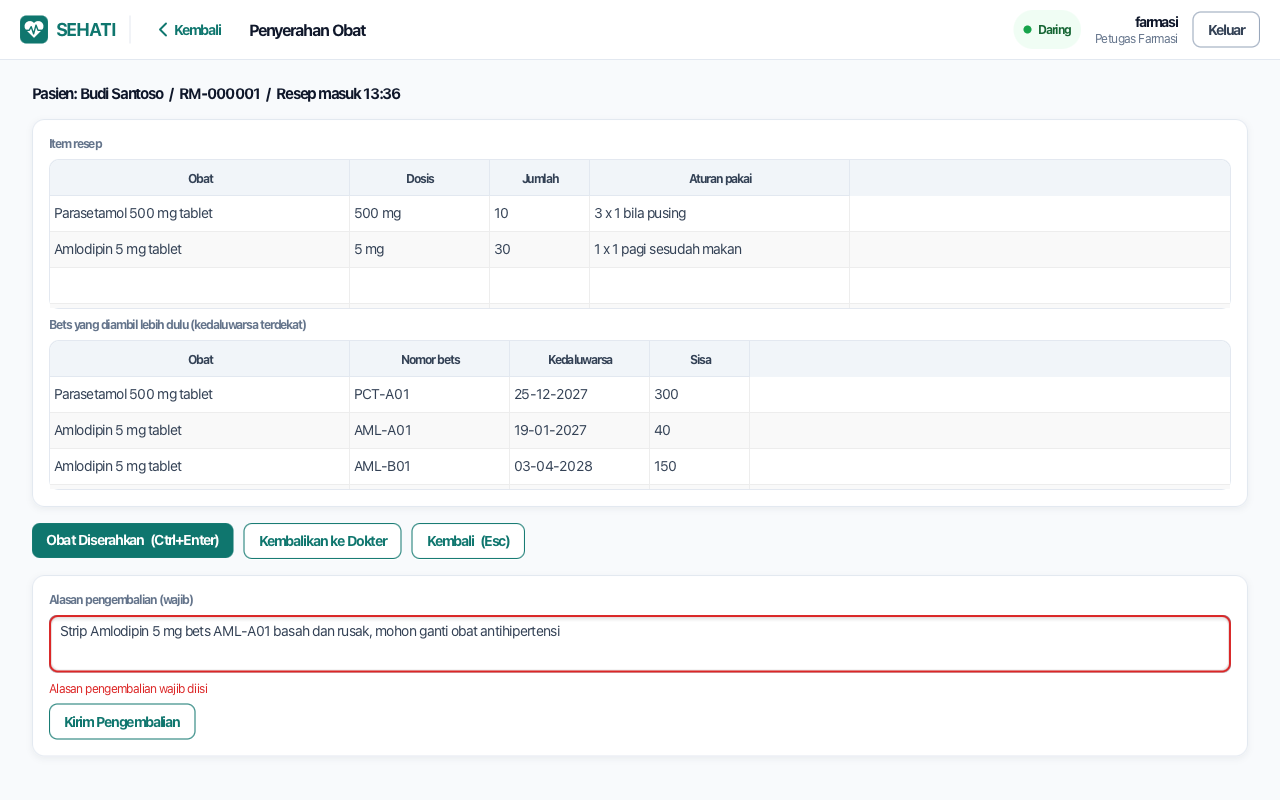 SEHATI
Kembali
Penyerahan Obat
Daring
farmasi
Petugas Farmasi
Keluar
Pasien: Budi Santoso / RM-000001 / Resep masuk 13:36
Item resep
Obat Dosis Jumlah Aturan pakai
Parasetamol 500 mg tablet 500 mg 10 3 x 1 bila pusing
Amlodipin 5 mg tablet 5 mg 30 1 x 1 pagi sesudah makan
Bets yang diambil lebih dulu (kedaluwarsa terdekat)
Obat Nomor bets Kedaluwarsa Sisa
Parasetamol 500 mg tablet PCT-A01 25-12-2027 300
Amlodipin 5 mg tablet AML-A01 19-01-2027 40
Amlodipin 5 mg tablet AML-B01 03-04-2028 150
Obat Diserahkan (Ctrl+Enter) Kembalikan ke Dokter Kembali (Esc)
Alasan pengembalian (wajib)
Strip Amlodipin 5 mg bets AML-A01 basah dan rusak, mohon ganti obat antihipertensi
Alasan pengembalian wajib diisi
Kirim Pengembalian